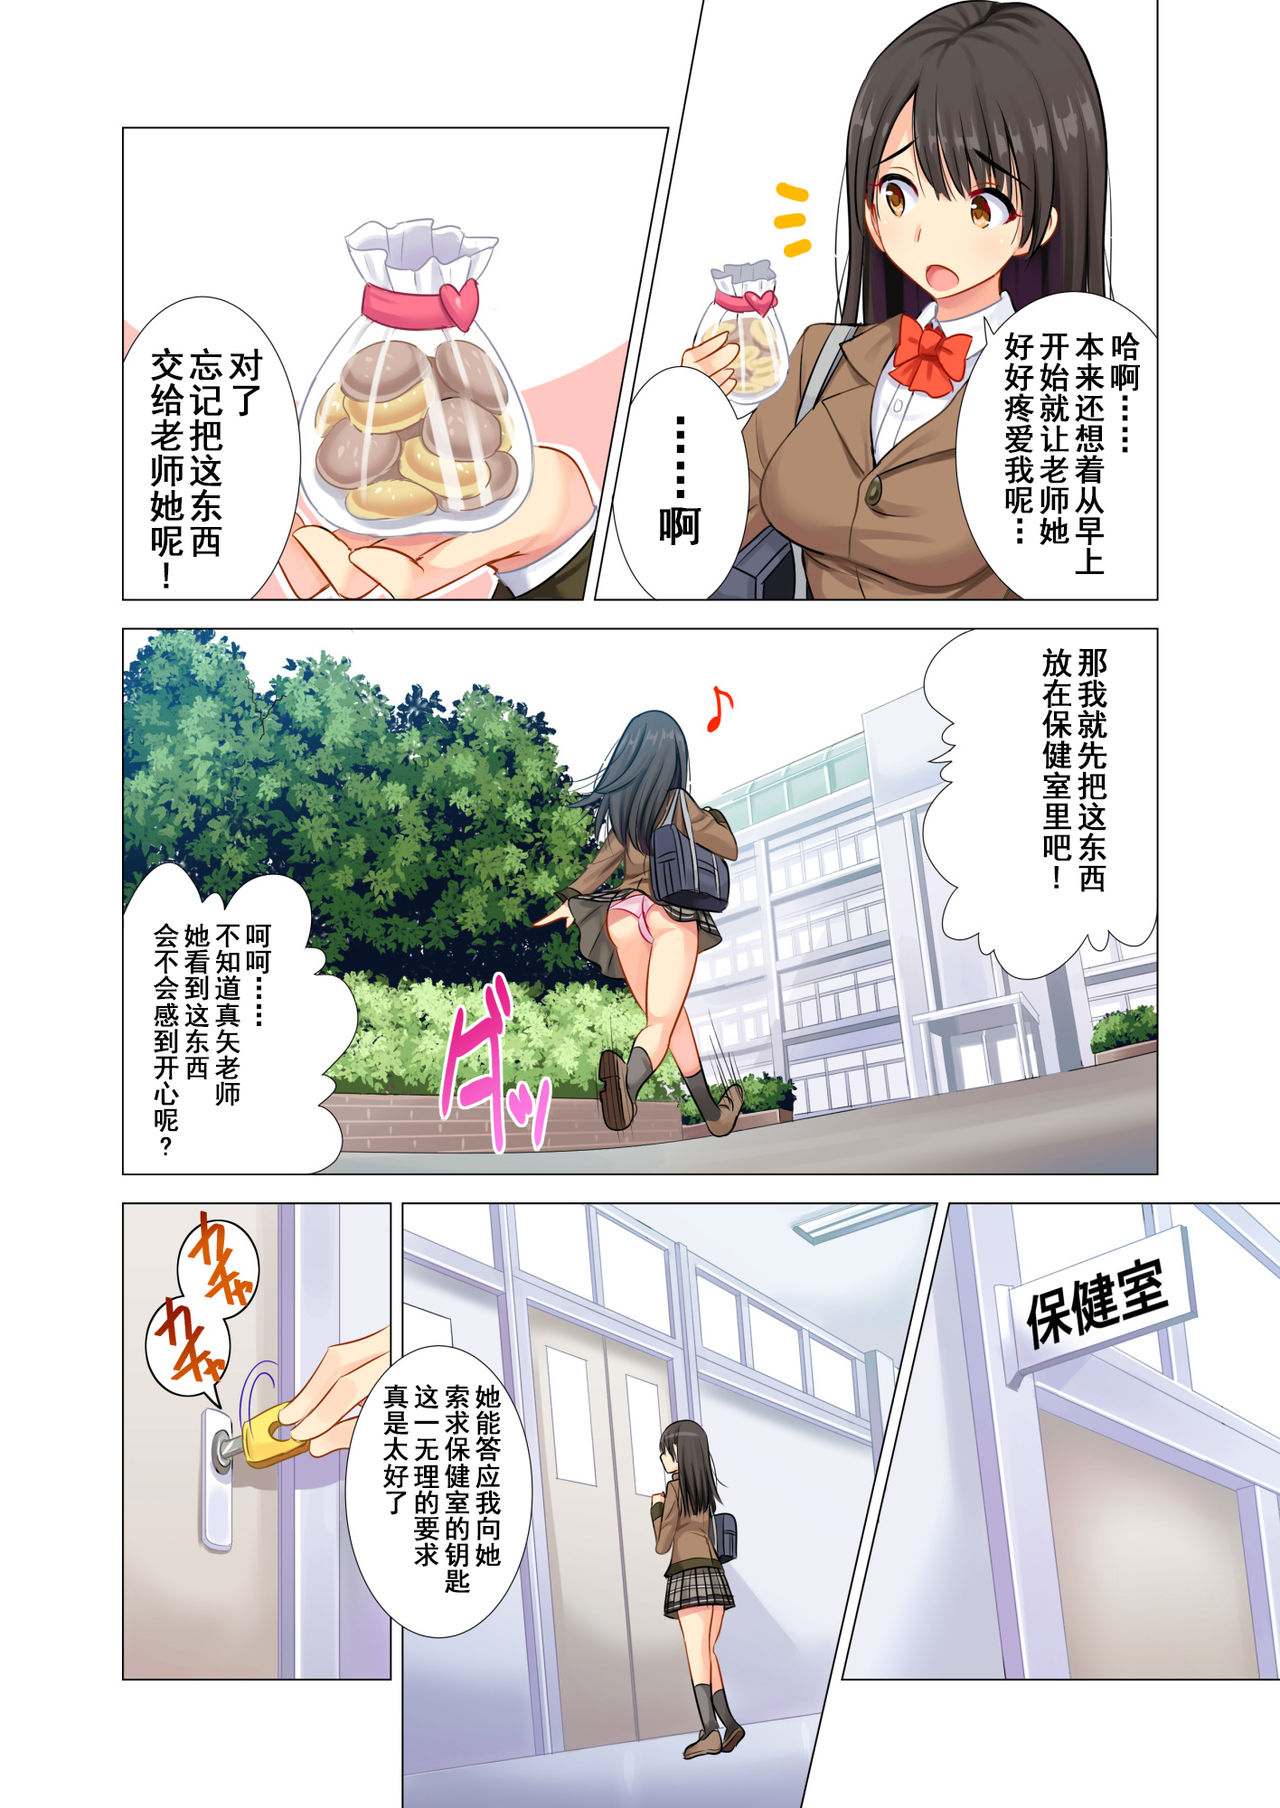 哈啊……
本来还想着从早上
开始就让老师她
好好疼爱我呢…
……啊
对了
忘记把这东西
交给老师她呢！
那我就先把这东西
放在保健室里吧！
呵呵……
不知道真矢老师
她看到这东西
会不会感到开心呢？
ダッ
保健室
她能答应我向她
索求保健室的钥匙
这一无理的要求
真是太好了
カチャ
カチャ